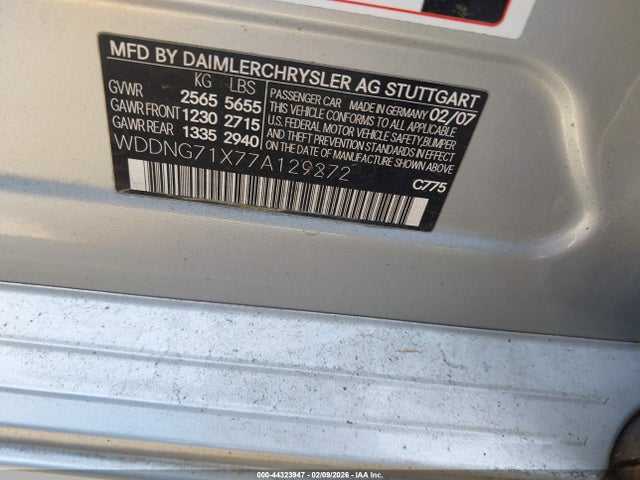 MFD BY DAIMLERCHRYSLER AG STUTTGART
KG LBS
GVWR 2565 5655
GAWR FRONT 1230 2715
GAWR REAR 1335 2940
PASSENGER CAR MADE IN GERMANY 02/07
THIS VEHICLE CONFORMS TO ALL APPLICABLE
U.S. FEDERAL MOTOR VEHICLE SAFETY, BUMPER
AND THEFT PREVENTION STANDARDS IN EFFECT
ON THE DATE OF MANUFACTURE SHOWN ABOVE.
WDDNG71X77A129872
C775
000-44323947 - 02/09/2026 - IAA Inc.